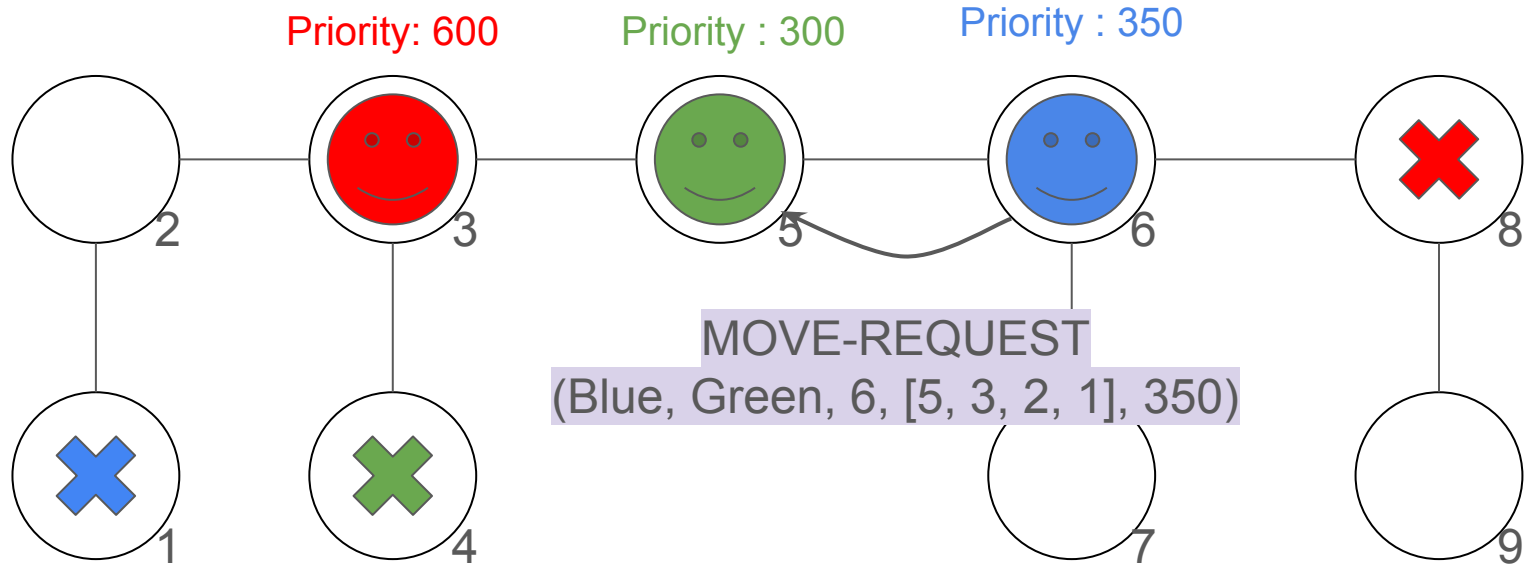 Priority: 600
Priority : 300
Priority : 350
2
3
5
6
8
MOVE-REQUEST
(Blue, Green, 6, [5, 3, 2, 1], 350)
1
4
7
9